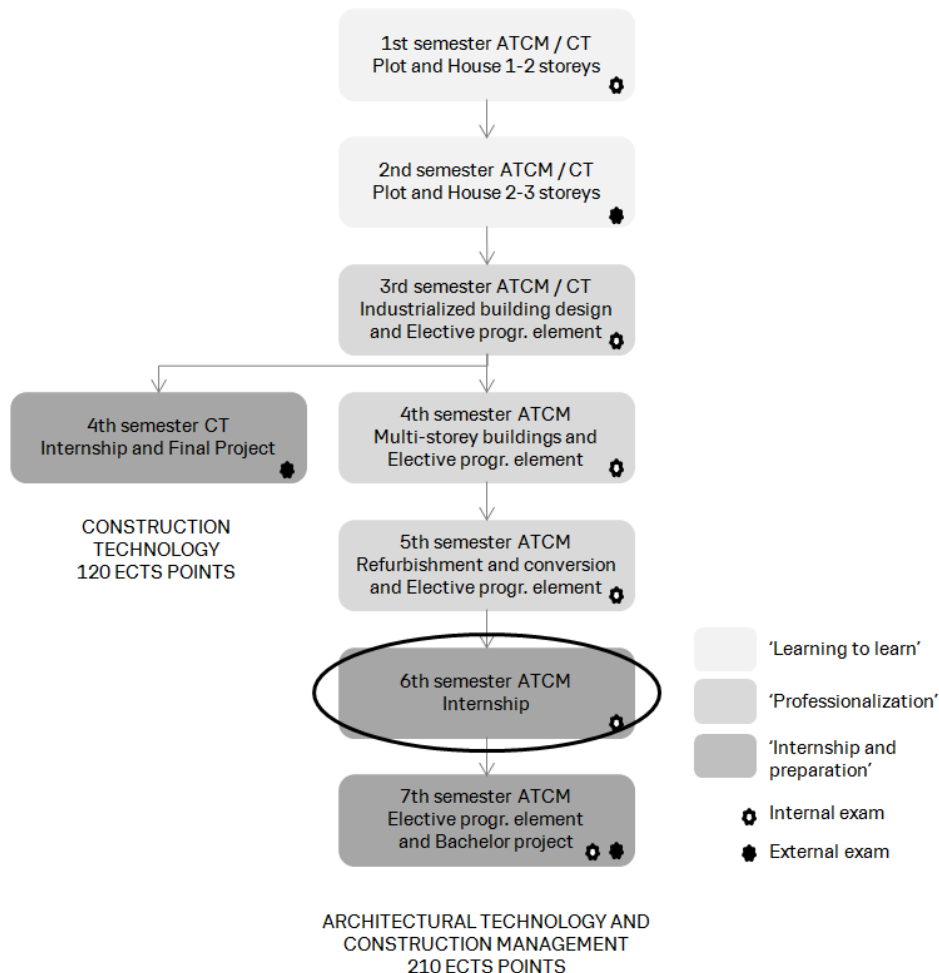 1st semester ATCM / CT
Plot and House 1-2 storeys
2nd semester ATCM / CT
Plot and House 2-3 storeys
3rd semester ATCM / CT
Industrialized building design
and Elective progr. element
4th semester CT
Internship and Final Project
4th semester ATCM
Multi-storey buildings and
Elective progr. element
CONSTRUCTION
TECHNOLOGY
120 ECTS POINTS
5th semester ATCM
Refurbishment and conversion
and Elective progr. element
6th semester ATCM
Internship
7th semester ATCM
Elective progr. element
and Bachelor project
ARCHITECTURAL TECHNOLOGY AND
CONSTRUCTION MANAGEMENT
210 ECTS POINTS
‘Learning to learn’
‘Professionalization’
‘Internship and
preparation’
Internal exam
External exam